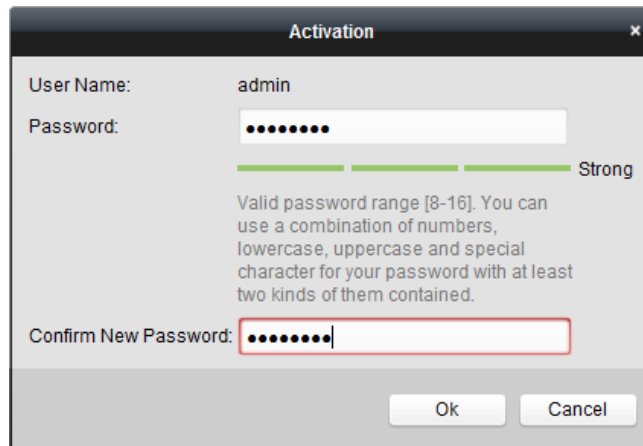 Activation
×
User Name: admin
Password: ●●●●●●●●
Strong
Valid password range [8-16]. You can
use a combination of numbers,
lowercase, uppercase and special
character for your password with at least
two kinds of them contained.
Confirm New Password: ●●●●●●●●
Ok Cancel